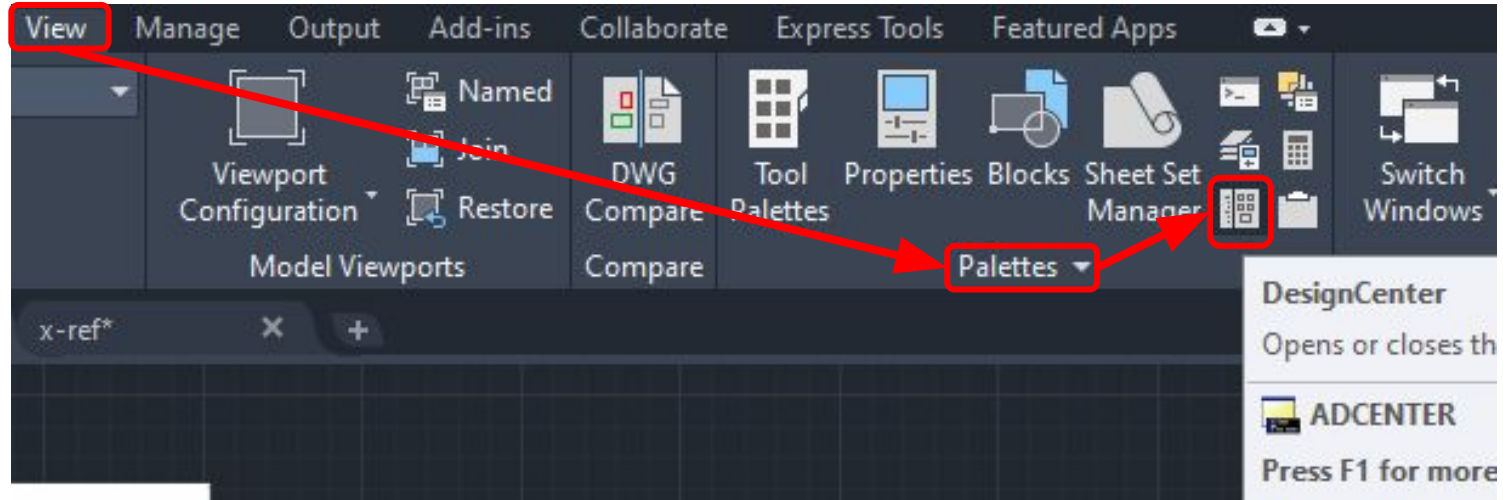 View Manage Output Add-ins Collaborate Express Tools Featured Apps
Named
Join
Restore
Viewport
Configuration
DWG
Compare
Tool
Palettes
Properties
Blocks
Sheet Set
Manager
Switch
Windows
Model Viewports
Compare
Palettes
x-ref*
DesignCenter
Opens or closes th
ADCENTER
Press F1 for more